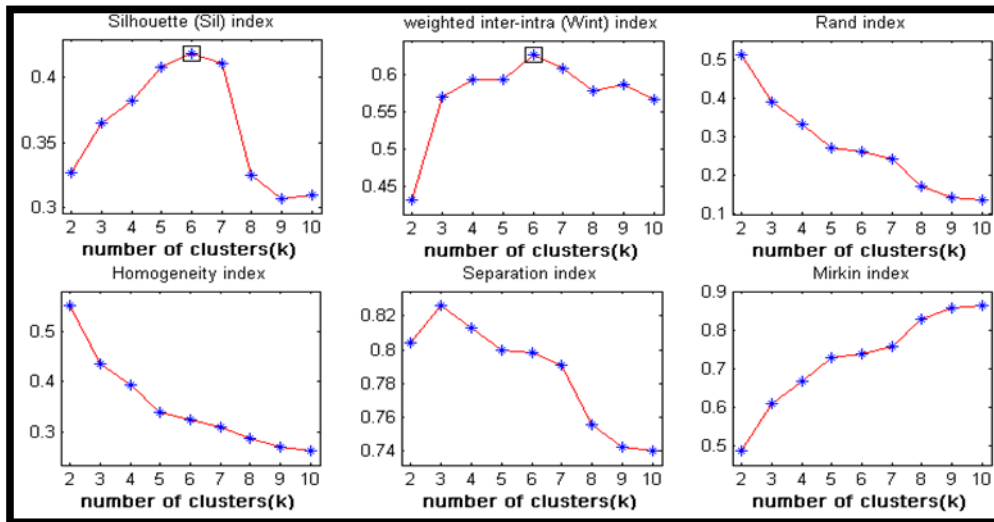 Silhouette (Sil) index
0.4
0.35
0.3
2 3 4 5 6 7 8 9 10
number of clusters(k)
weighted inter-intra (Wint) index
0.6
0.55
0.5
0.45
2 3 4 5 6 7 8 9 10
number of clusters(k)
Rand index
0.5
0.4
0.3
0.2
0.1
2 3 4 5 6 7 8 9 10
number of clusters(k)
Homogeneity index
0.5
0.4
0.3
2 3 4 5 6 7 8 9 10
number of clusters(k)
Separation index
0.82
0.8
0.78
0.76
0.74
2 3 4 5 6 7 8 9 10
number of clusters(k)
Mirkin index
0.9
0.8
0.7
0.6
0.5
2 3 4 5 6 7 8 9 10
number of clusters(k)